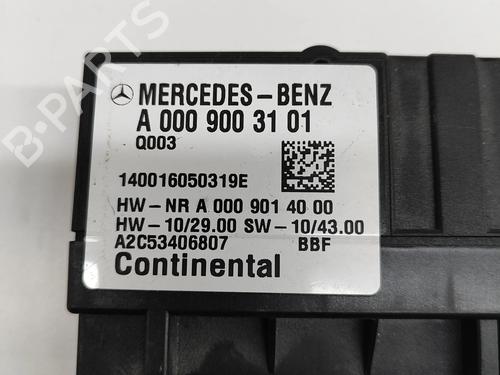 MERCEDES-BENZ
A 000 900 31 01
Q003
140016050319E
HW-NR A 000 901 40 00
HW-10/29.00 SW-10/43.00
A2C53406807 BBF
Continental
B-PARTS